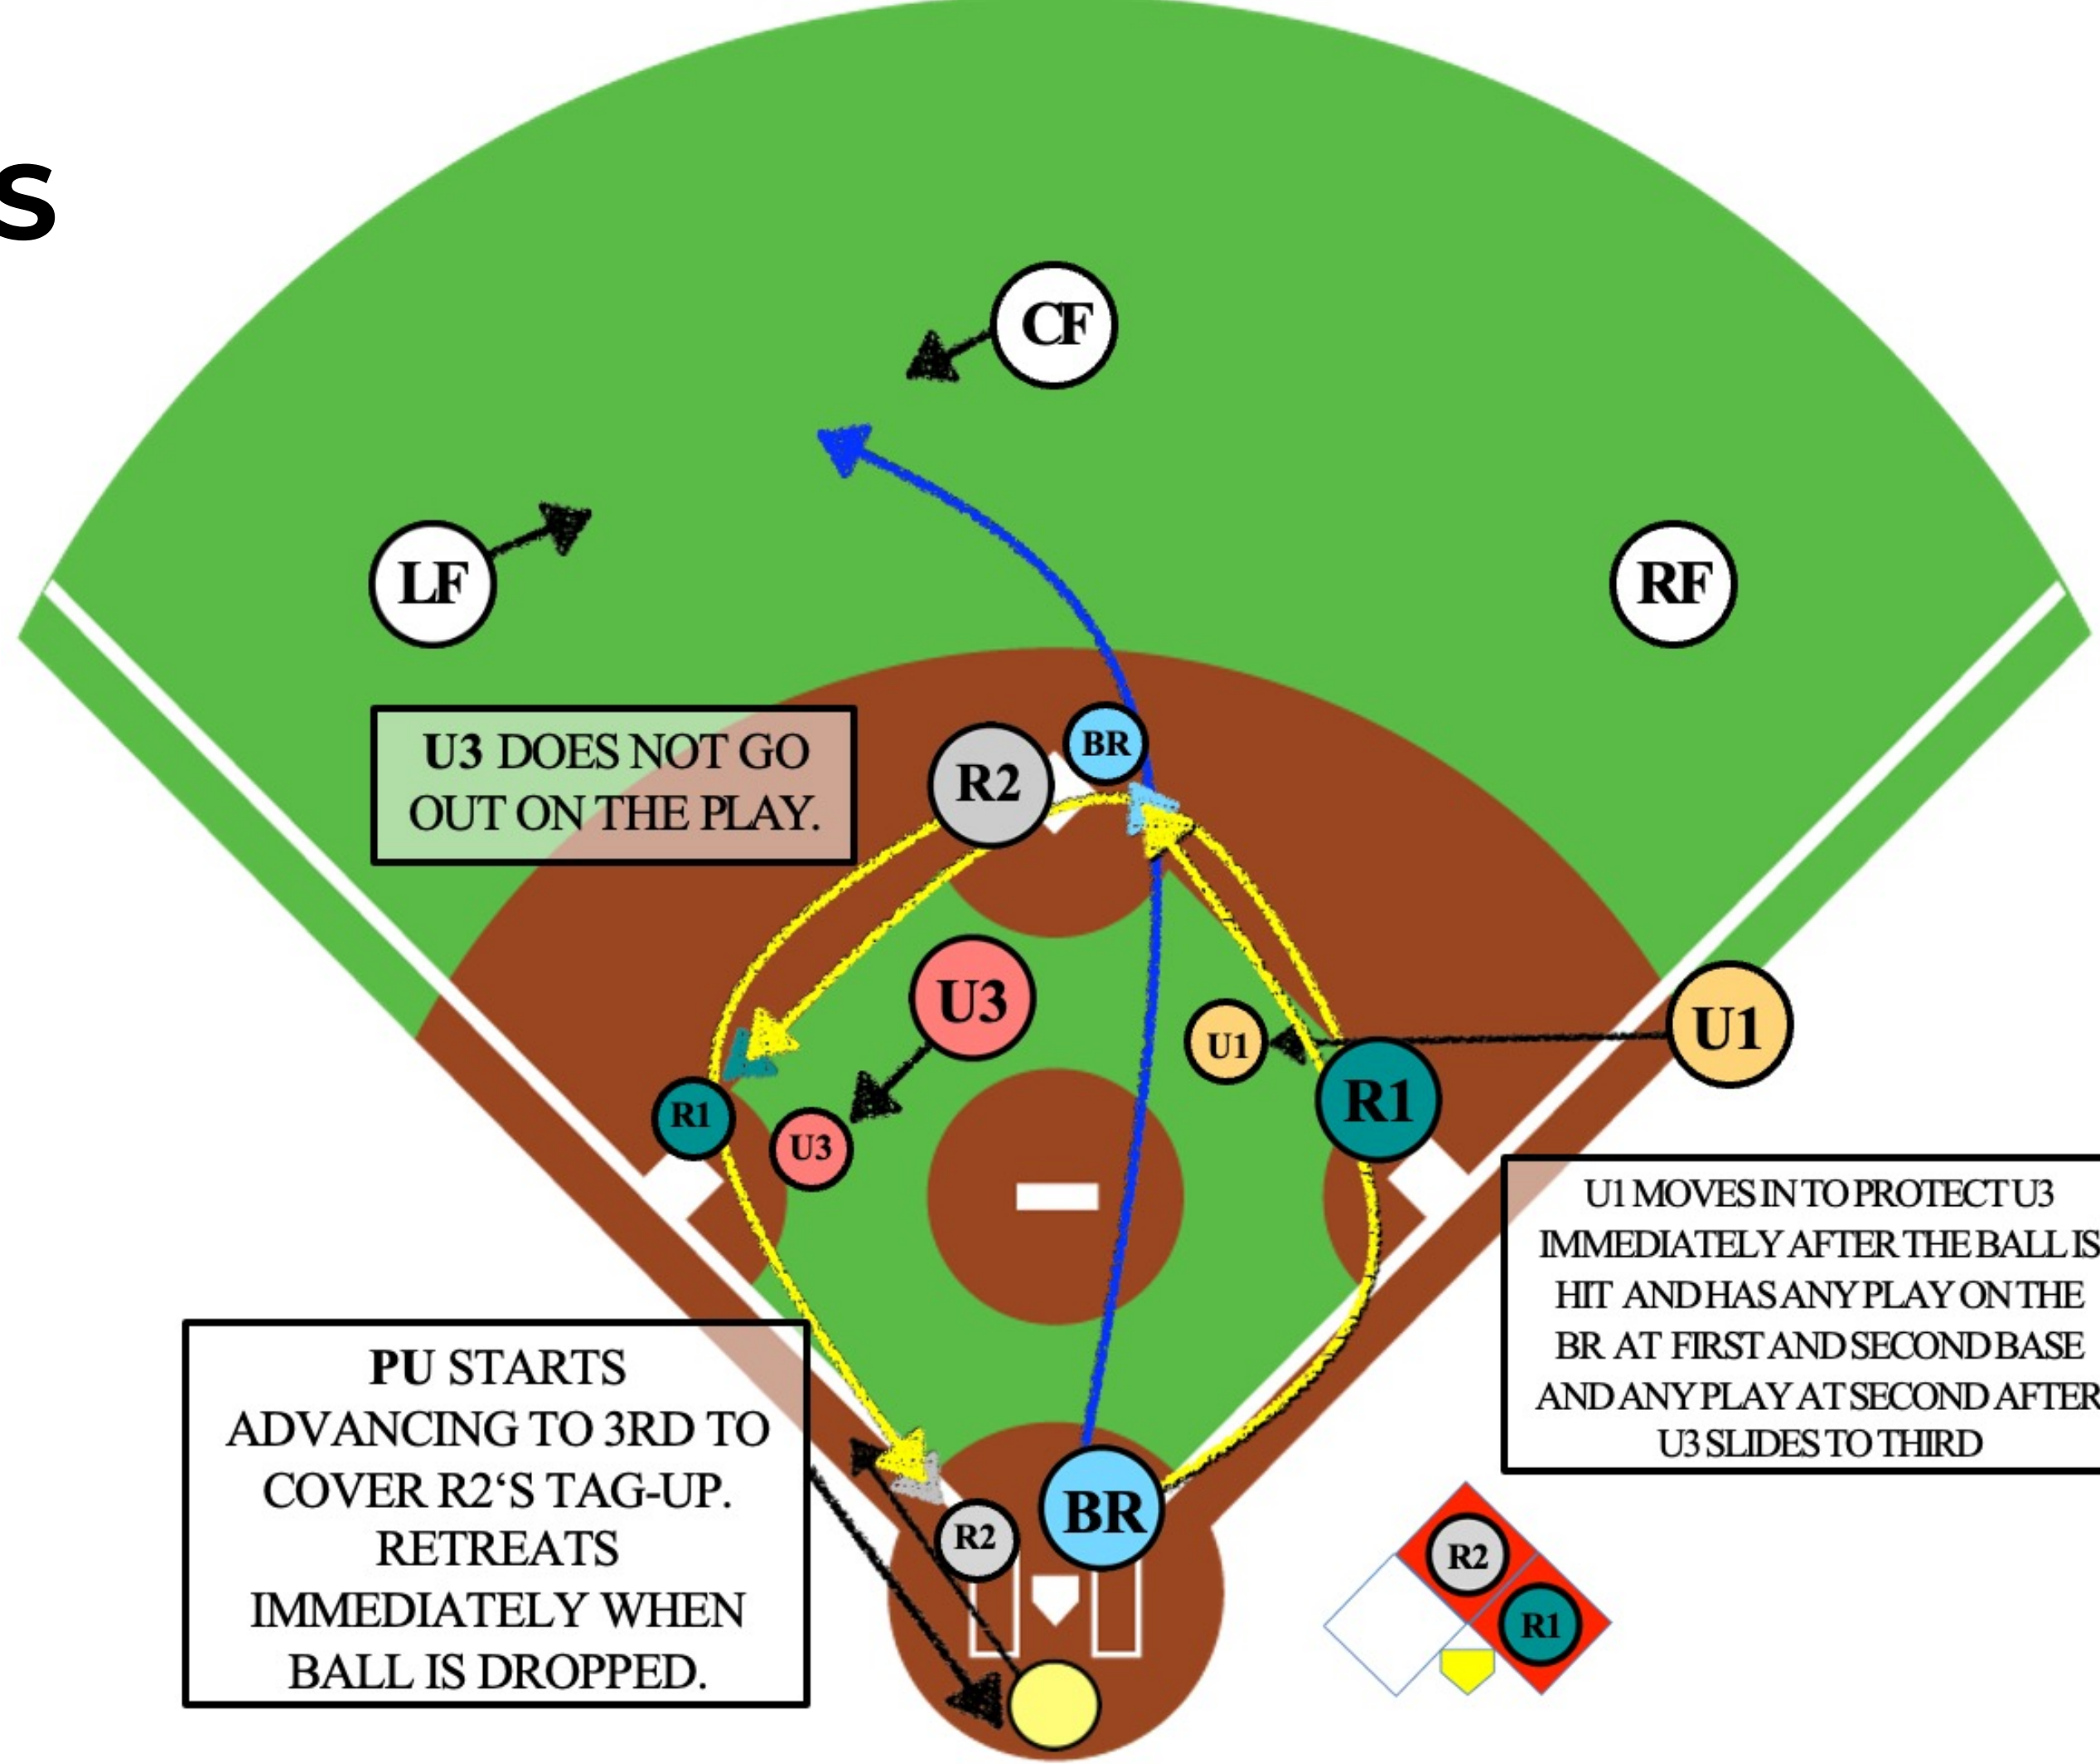 s
CF
LF
RF
U3 DOES NOT GO
OUT ON THE PLAY.
R2
BR
U3
U1
U1
R1
R1
U3
U1 MOVES IN TO PROTECT U3
IMMEDIATELY AFTER THE BALL IS
HIT AND HAS ANY PLAY ON THE
BR AT FIRST AND SECOND BASE
AND ANY PLAY AT SECOND AFTER
U3 SLIDES TO THIRD
PU STARTS
ADVANCING TO 3RD TO
COVER R2‘S TAG-UP.
RETREATS
IMMEDIATELY WHEN
BALL IS DROPPED.
BR
R2
R2
R1